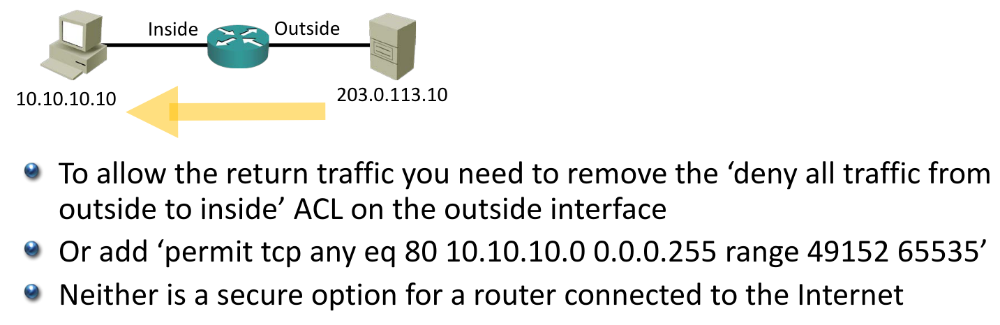 Inside
Outside
10.10.10.10
203.0.113.10
To allow the return traffic you need to remove the ‘deny all traffic from
outside to inside’ ACL on the outside interface
Or add ‘permit tcp any eq 80 10.10.10.0 0.0.0.255 range 49152 65535’
Neither is a secure option for a router connected to the Internet